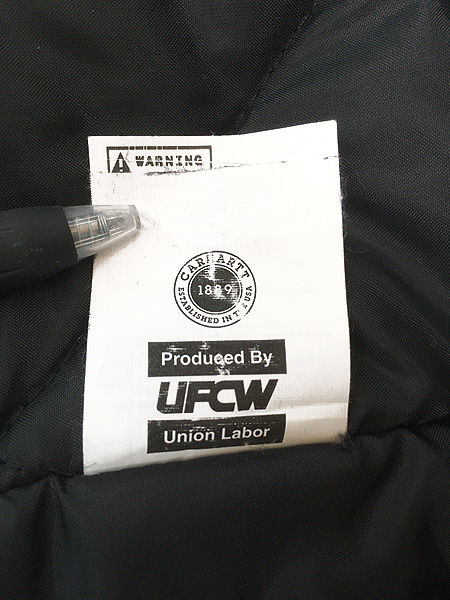 WARNING
CARHARTT
1889
ESTABLISHED IN THE USA
Produced By
UFCW
Union Labor